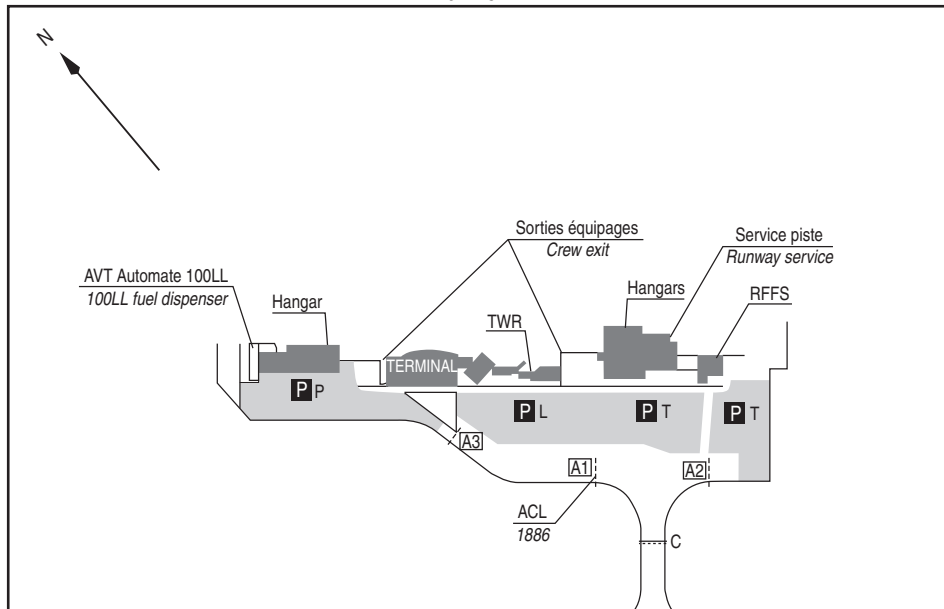 N
Sorties équipages
Crew exit
Service piste
Runway service
AVT Automate 100LL
100LL fuel dispenser
Hangar
Hangars
RFFS
TWR
TERMINAL
P P
P L
P T
P T
A3
A1
A2
ACL
1886
C